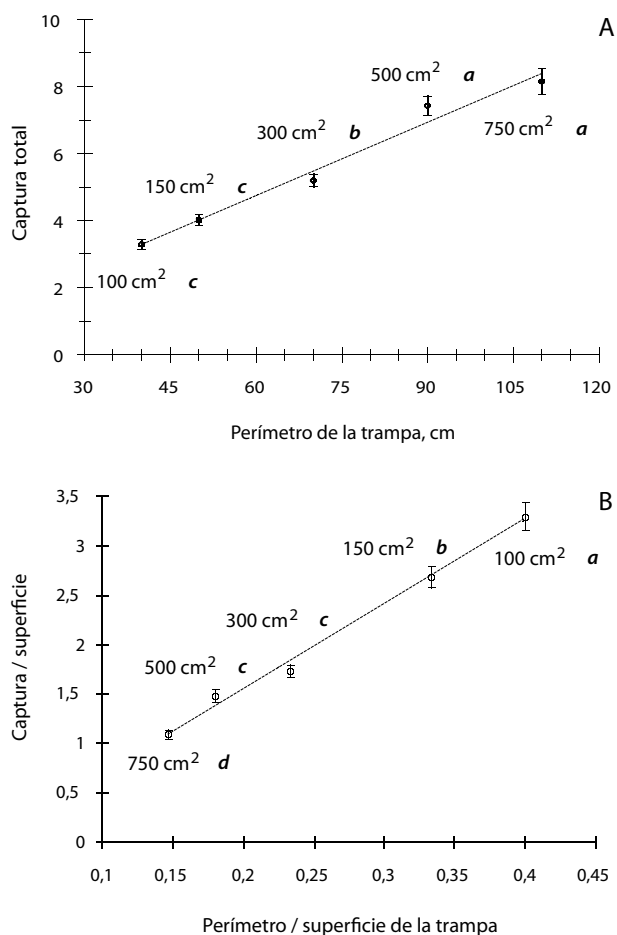 A
10
8
6
4
2
0
Captura total
500 cm² a
300 cm² b
750 cm² a
150 cm² c
100 cm² c
30 45 60 75 90 105 120
Perímetro de la trampa, cm
B
3,5
3
2,5
2
1,5
1
0,5
0
Captura / superficie
150 cm² b
100 cm² a
300 cm² c
500 cm² c
750 cm² d
0,1 0,15 0,2 0,25 0,3 0,35 0,4 0,45
Perímetro / superficie de la trampa